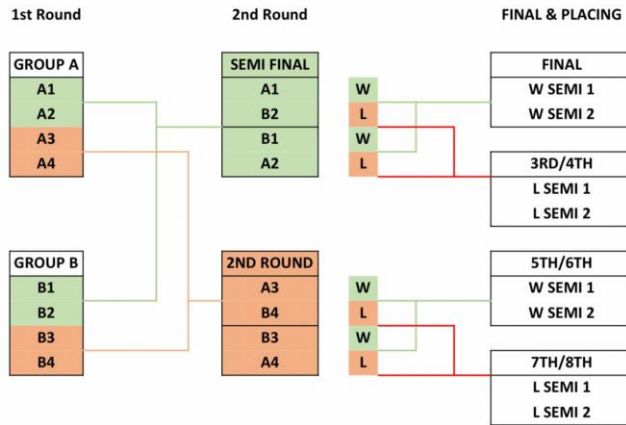 1st Round
2nd Round
FINAL & PLACING
GROUP A
A1
A2
A3
A4
SEMI FINAL
A1
B2
B1
A2
W
L
W
L
FINAL
W SEMI 1
W SEMI 2
3RD/4TH
L SEMI 1
L SEMI 2
GROUP B
B1
B2
B3
B4
2ND ROUND
A3
B4
B3
A4
W
L
W
L
5TH/6TH
W SEMI 1
W SEMI 2
7TH/8TH
L SEMI 1
L SEMI 2